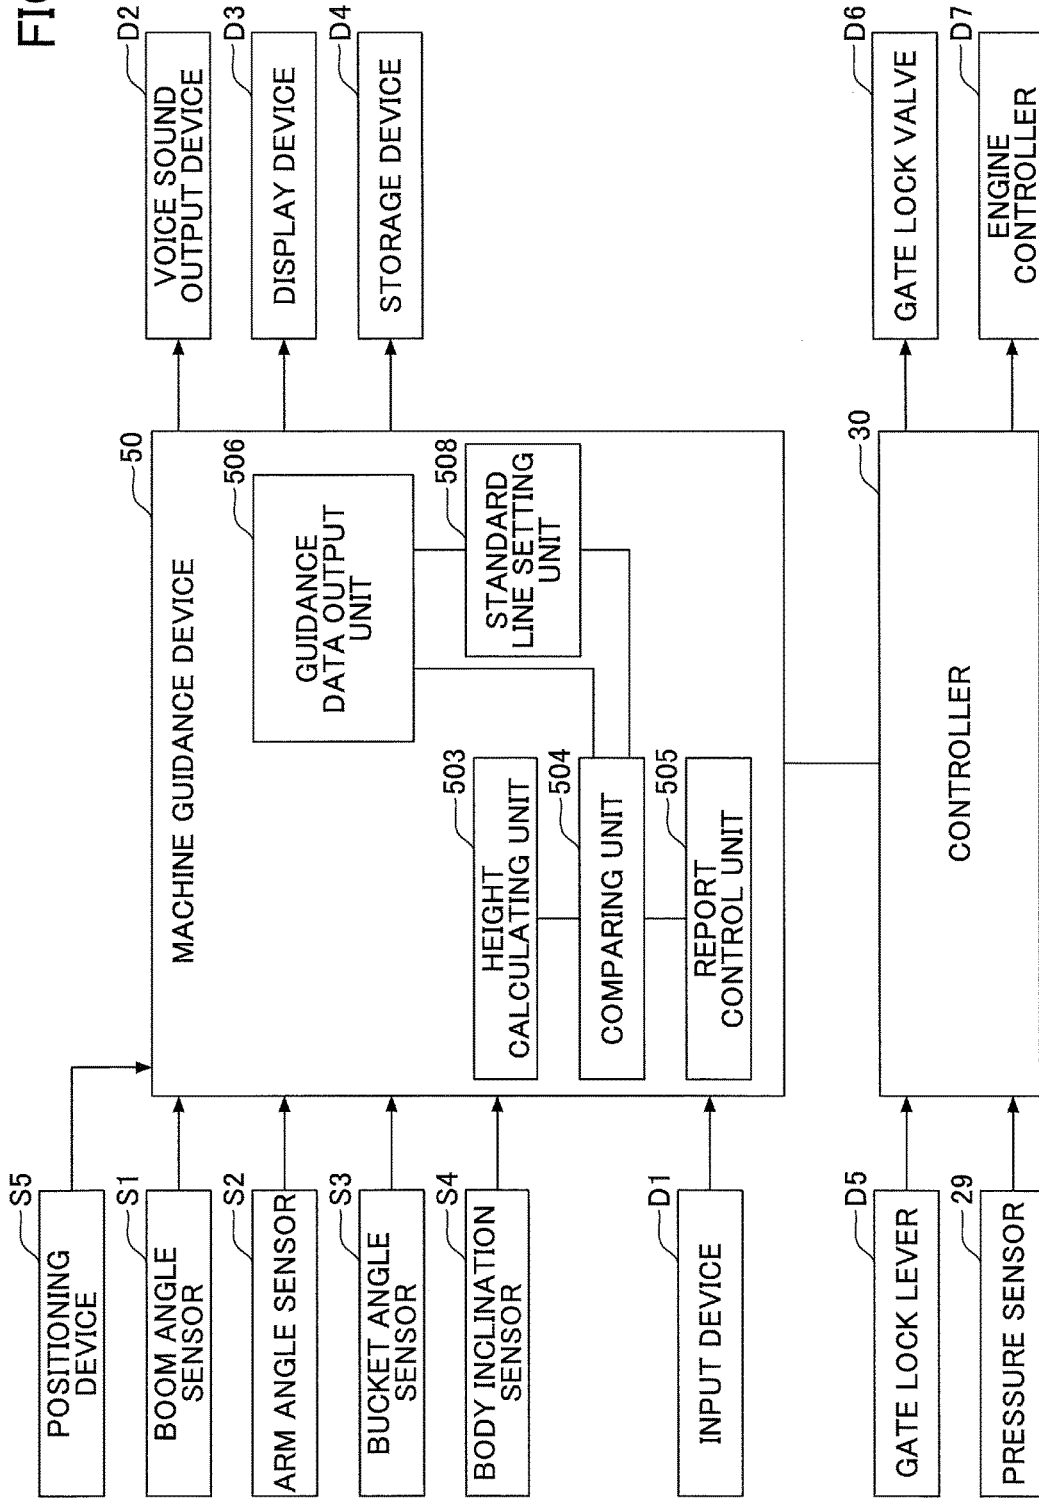 FIG
S5
POSITIONING
DEVICE
S1
BOOM ANGLE
SENSOR
S2
ARM ANGLE SENSOR
S3
BUCKET ANGLE
SENSOR
S4
BODY INCLINATION
SENSOR
D1
INPUT DEVICE
D5
GATE LOCK LEVER
29
PRESSURE SENSOR
50
MACHINE GUIDANCE DEVICE
503
HEIGHT
CALCULATING UNIT
504
COMPARING UNIT
505
REPORT
CONTROL UNIT
506
GUIDANCE
DATA OUTPUT
UNIT
508
STANDARD
LINE SETTING
UNIT
30
CONTROLLER
D2
VOICE SOUND
OUTPUT DEVICE
D3
DISPLAY DEVICE
D4
STORAGE DEVICE
D6
GATE LOCK VALVE
D7
ENGINE
CONTROLLER